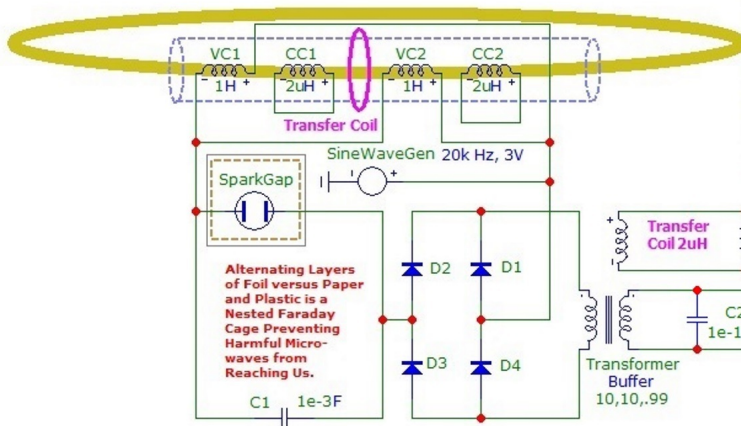 VC1
CC1
VC2
CC2
1H
2uH
1H
2uH
Transfer Coil
SineWaveGen 20k Hz, 3V
SparkGap
Transfer
Coil 2uH
D2
D1
Alternating Layers
of Foil versus Paper
and Plastic is a
Nested Faraday
Cage Preventing
Harmful Micro-
waves from
Reaching Us.
D3
D4
C2
Transformer
Buffer
10,10,.99
C1
1e-3F